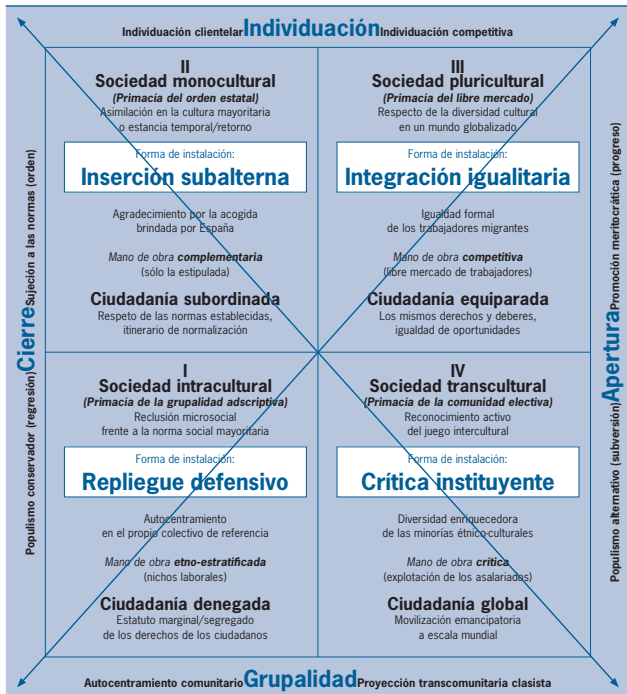 Individuación clientelar Individuación Individuación competitiva
II
Sociedad monocultural
(Primacía del orden estatal)
Asimilación en la cultura mayoritaria
o estancia temporal/retorno
Forma de instalación:
Inserción subalterna
Agradecimiento por la acogida
brindada por España
Mano de obra complementaria
(sólo la estipulada)
Ciudadanía subordinada
Respeto de las normas establecidas,
itinerario de normalización
III
Sociedad pluricultural
(Primacía del libre mercado)
Respecto de la diversidad cultural
en un mundo globalizado
Forma de instalación:
Integración igualitaria
Igualdad formal
de los trabajadores migrantes
Mano de obra competitiva
(libre mercado de trabajadores)
Ciudadanía equiparada
Los mismos derechos y deberes,
igualdad de oportunidades
Populismo conservador (regresión) Cierre Sujeción a las normas (orden)
Populismo alternativo (subversión) Apertura Promoción meritocrática (progreso)
I
Sociedad intracultural
(Primacía de la grupalidad adscriptiva)
Reclusión microsocial
frente a la norma social mayoritaria
Forma de instalación:
Repliegue defensivo
Autocentramiento
en el propio colectivo de referencia
Mano de obra etno-estratificada
(nichos laborales)
Ciudadanía denegada
Estatuto marginal/segregado
de los derechos de los ciudadanos
IV
Sociedad transcultural
(Primacía de la comunidad electiva)
Reconocimiento activo
del juego intercultural
Forma de instalación:
Crítica instituyente
Diversidad enriquecedora
de las minorías étnico-culturales
Mano de obra crítica
(explotación de los asalariados)
Ciudadanía global
Movilización emancipatoria
a escala mundial
Autocentramiento comunitario Grupalidad Proyección transcomunitaria clasista